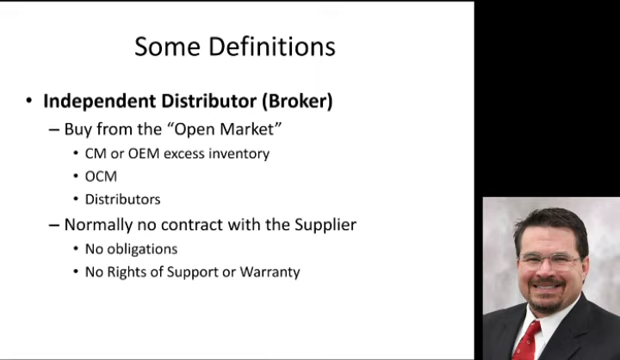 Some Definitions
• Independent Distributor (Broker)
– Buy from the “Open Market”
• CM or OEM excess inventory
• OCM
• Distributors
– Normally no contract with the Supplier
• No obligations
• No Rights of Support or Warranty